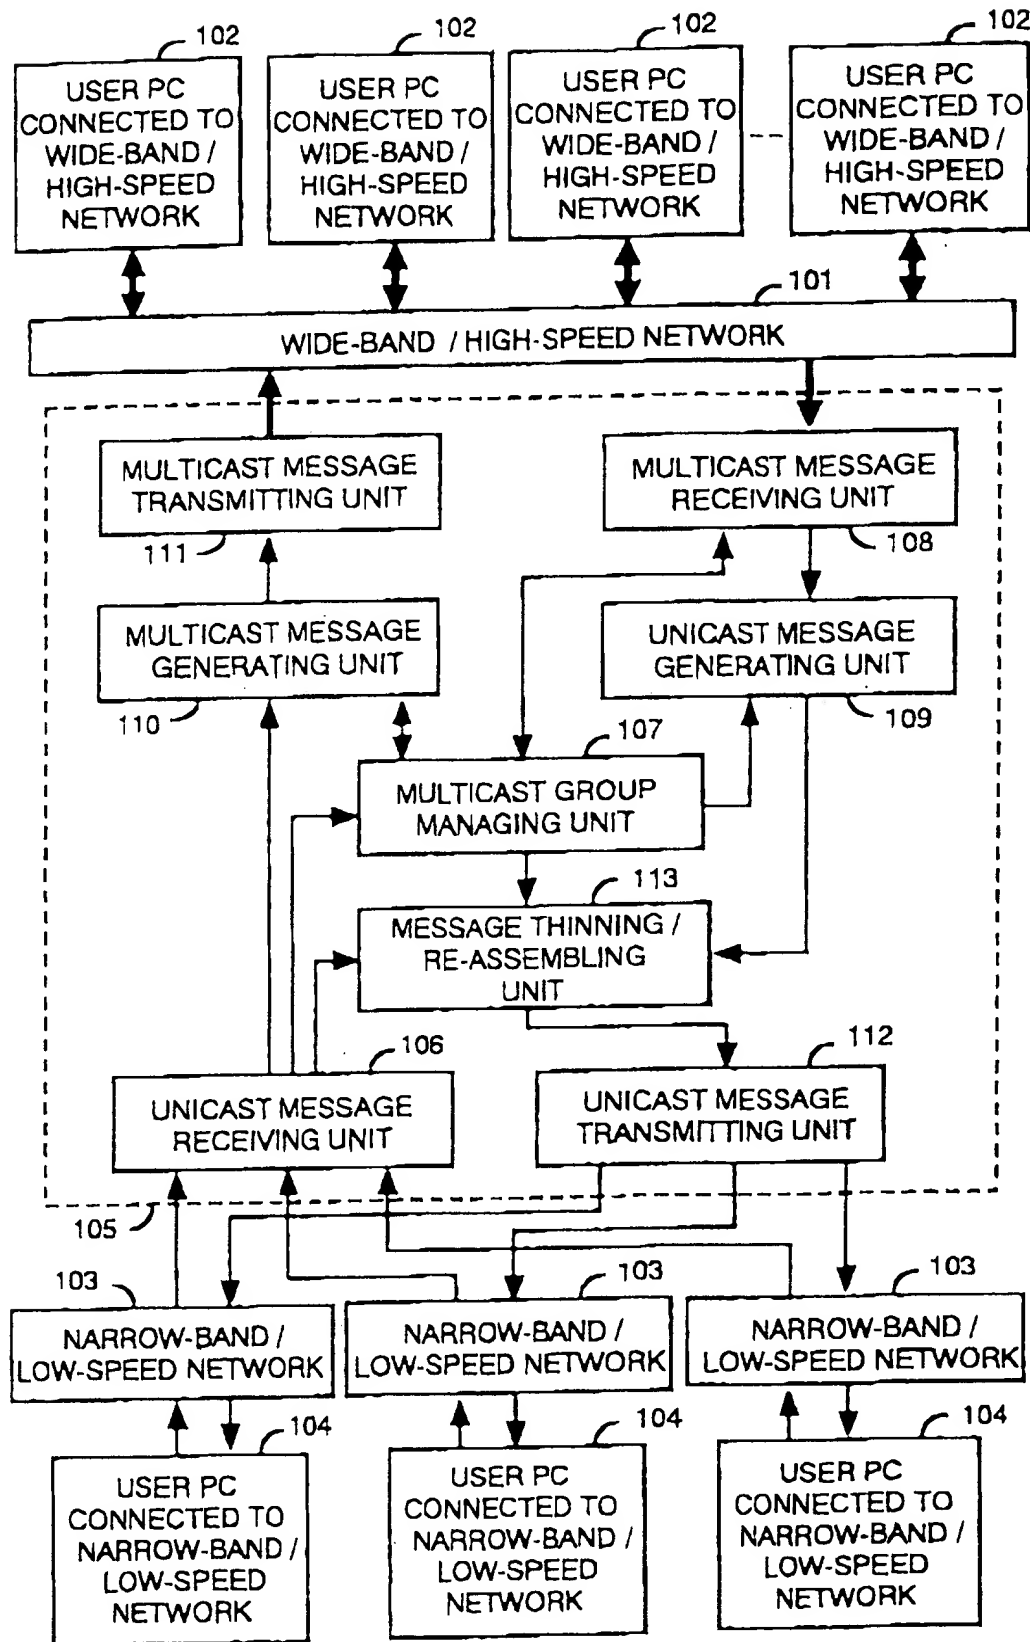 102
102
102
102
USER PC
CONNECTED TO
WIDE-BAND /
HIGH-SPEED
NETWORK
USER PC
CONNECTED TO
WIDE-BAND /
HIGH-SPEED
NETWORK
USER PC
CONNECTED TO
WIDE-BAND /
HIGH-SPEED
NETWORK
USER PC
CONNECTED TO
WIDE-BAND /
HIGH-SPEED
NETWORK
101
WIDE-BAND / HIGH-SPEED NETWORK
MULTICAST MESSAGE
TRANSMITTING UNIT
111
MULTICAST MESSAGE
RECEIVING UNIT
108
MULTICAST MESSAGE
GENERATING UNIT
110
UNICAST MESSAGE
GENERATING UNIT
109
107
MULTICAST GROUP
MANAGING UNIT
113
MESSAGE THINNING /
RE-ASSEMBLING
UNIT
106
UNICAST MESSAGE
RECEIVING UNIT
112
UNICAST MESSAGE
TRANSMITTING UNIT
105
103
NARROW-BAND /
LOW-SPEED NETWORK
103
NARROW-BAND /
LOW-SPEED NETWORK
103
NARROW-BAND /
LOW-SPEED NETWORK
104
USER PC
CONNECTED TO
NARROW-BAND /
LOW-SPEED
NETWORK
104
USER PC
CONNECTED TO
NARROW-BAND /
LOW-SPEED
NETWORK
104
USER PC
CONNECTED TO
NARROW-BAND /
LOW-SPEED
NETWORK